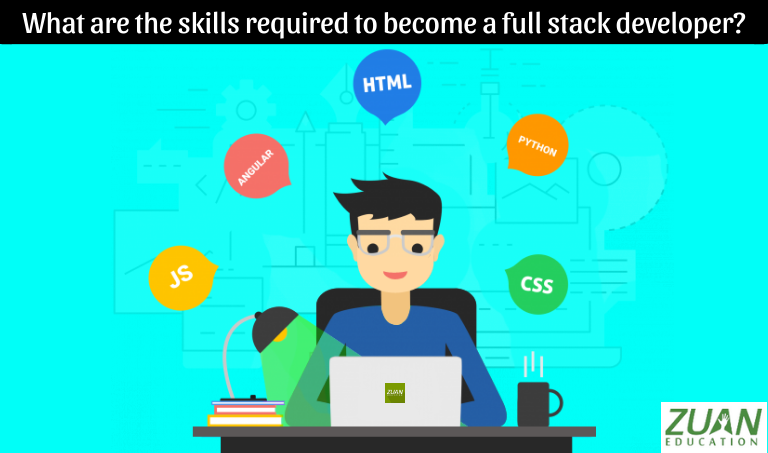 What are the skills required to become a full stack developer?
HTML
ANGULAR
PYTHON
JS
CSS
ZUAN
ZUAN
EDUCATION